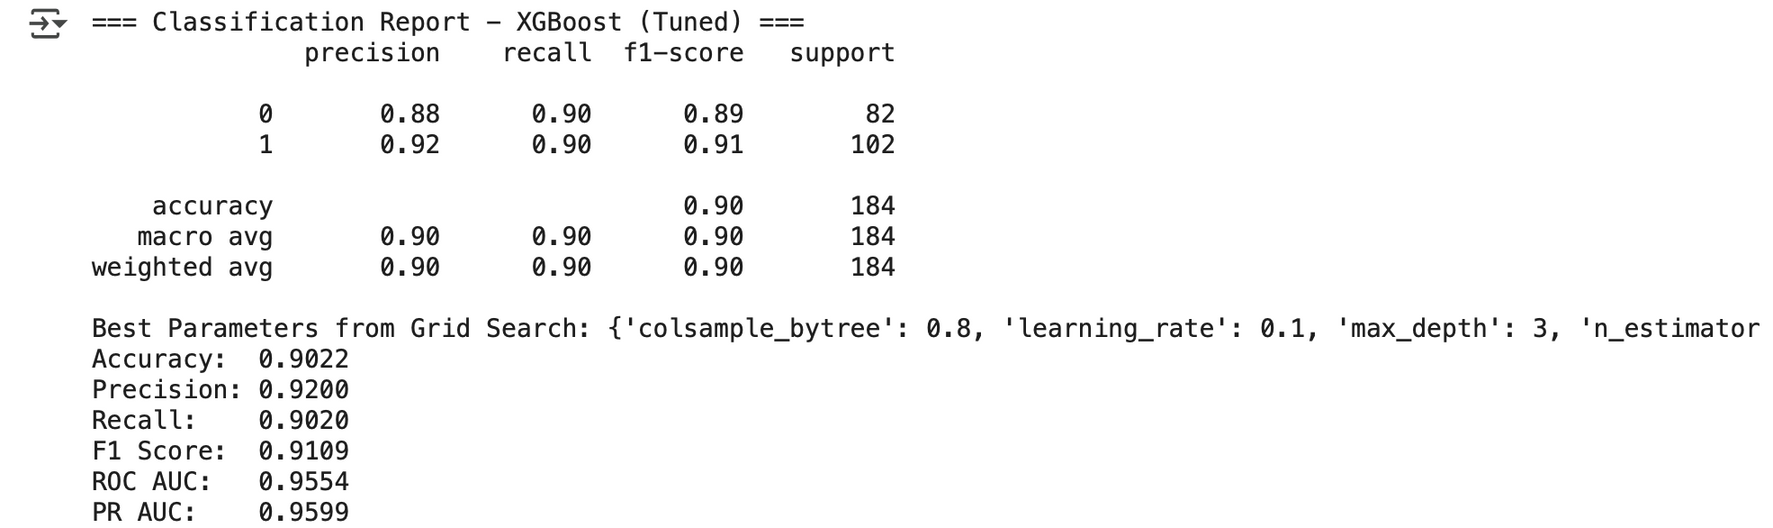 === Classification Report - XGBoost (Tuned) ===
precision recall f1-score support
0 0.88 0.90 0.89 82
1 0.92 0.90 0.91 102
accuracy 0.90 184
macro avg 0.90 0.90 0.90 184
weighted avg 0.90 0.90 0.90 184
Best Parameters from Grid Search: {'colsample_bytree': 0.8, 'learning_rate': 0.1, 'max_depth': 3, 'n_estimator
Accuracy: 0.9022
Precision: 0.9200
Recall: 0.9020
F1 Score: 0.9109
ROC AUC: 0.9554
PR AUC: 0.9599